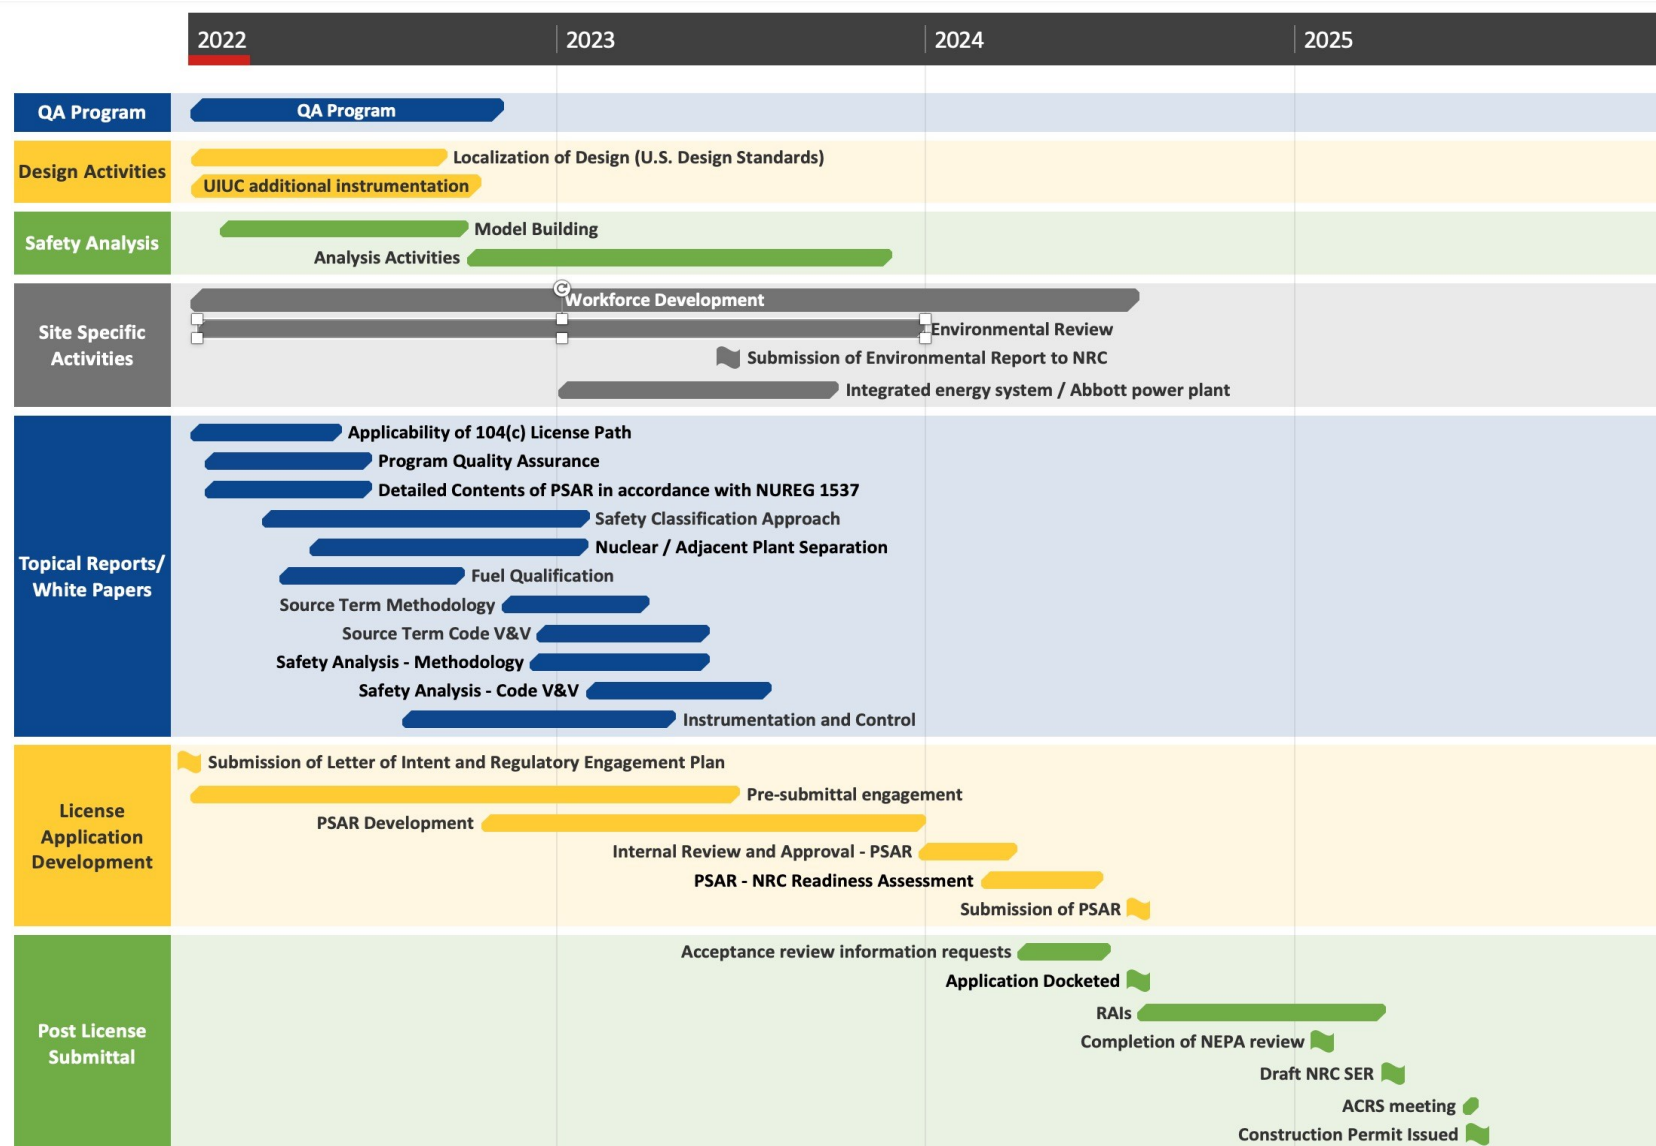 2022 2023 2024 2025
QA Program
QA Program
Design Activities
Localization of Design (U.S. Design Standards)
UIUC additional instrumentation
Safety Analysis
Model Building
Analysis Activities
Site Specific
Activities
Workforce Development
Environmental Review
Submission of Environmental Report to NRC
Integrated energy system / Abbott power plant
Topical Reports/
White Papers
Applicability of 104(c) License Path
Program Quality Assurance
Detailed Contents of PSAR in accordance with NUREG 1537
Safety Classification Approach
Nuclear / Adjacent Plant Separation
Fuel Qualification
Source Term Methodology
Source Term Code V&V
Safety Analysis - Methodology
Safety Analysis - Code V&V
Instrumentation and Control
License
Application
Development
Submission of Letter of Intent and Regulatory Engagement Plan
Pre-submittal engagement
PSAR Development
Internal Review and Approval - PSAR
PSAR - NRC Readiness Assessment
Submission of PSAR
Post License
Submittal
Acceptance review information requests
Application Docketed
RAIs
Completion of NEPA review
Draft NRC SER
ACRS meeting
Construction Permit Issued